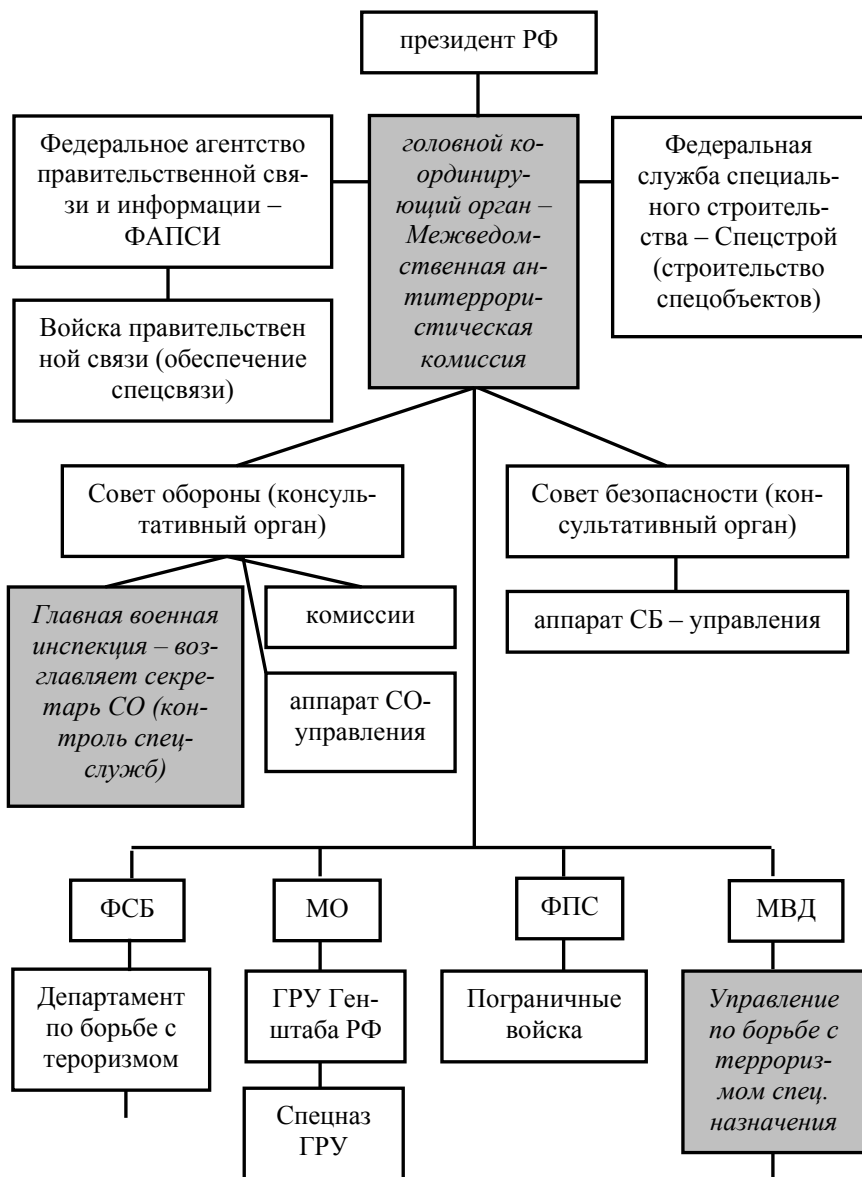 президент РФ
Федеральное агентство
правительственной свя-
зи и информации –
ФАПСИ
головной ко-
ординиру-
ющий орган –
Межведом-
ственная ан-
титеррори-
стическая
комиссия
Федеральная
служба специаль-
ного строитель-
ства – Спецстрой
(строительство
спецобъектов)
Войска правительствен
ной связи (обеспечение
спецсвязи)
Совет обороны (консуль-
тативный орган)
Совет безопасности (кон-
сультативный орган)
Главная военная
инспекция – воз-
главляет секре-
тарь СО (кон-
троль спец-
служб)
комиссии
аппарат СО-
управления
аппарат СБ – управления
ФСБ
МО
ФПС
МВД
Департамент
по борьбе с
тероризмом
ГРУ Ген-
штаба РФ
Пограничные
войска
Управление
по борьбе с
террориз-
мом спец.
назначения
Спецназ
ГРУ